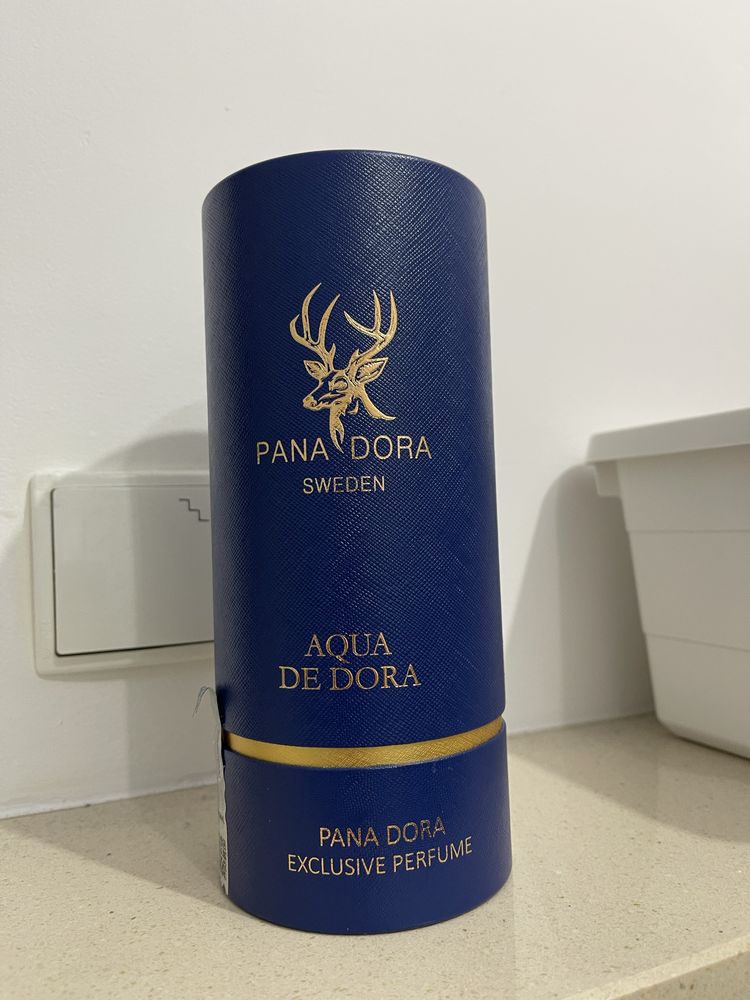 PANA DORA
SWEDEN
AQUA
DE DORA
PANA DORA
EXCLUSIVE PERFUME